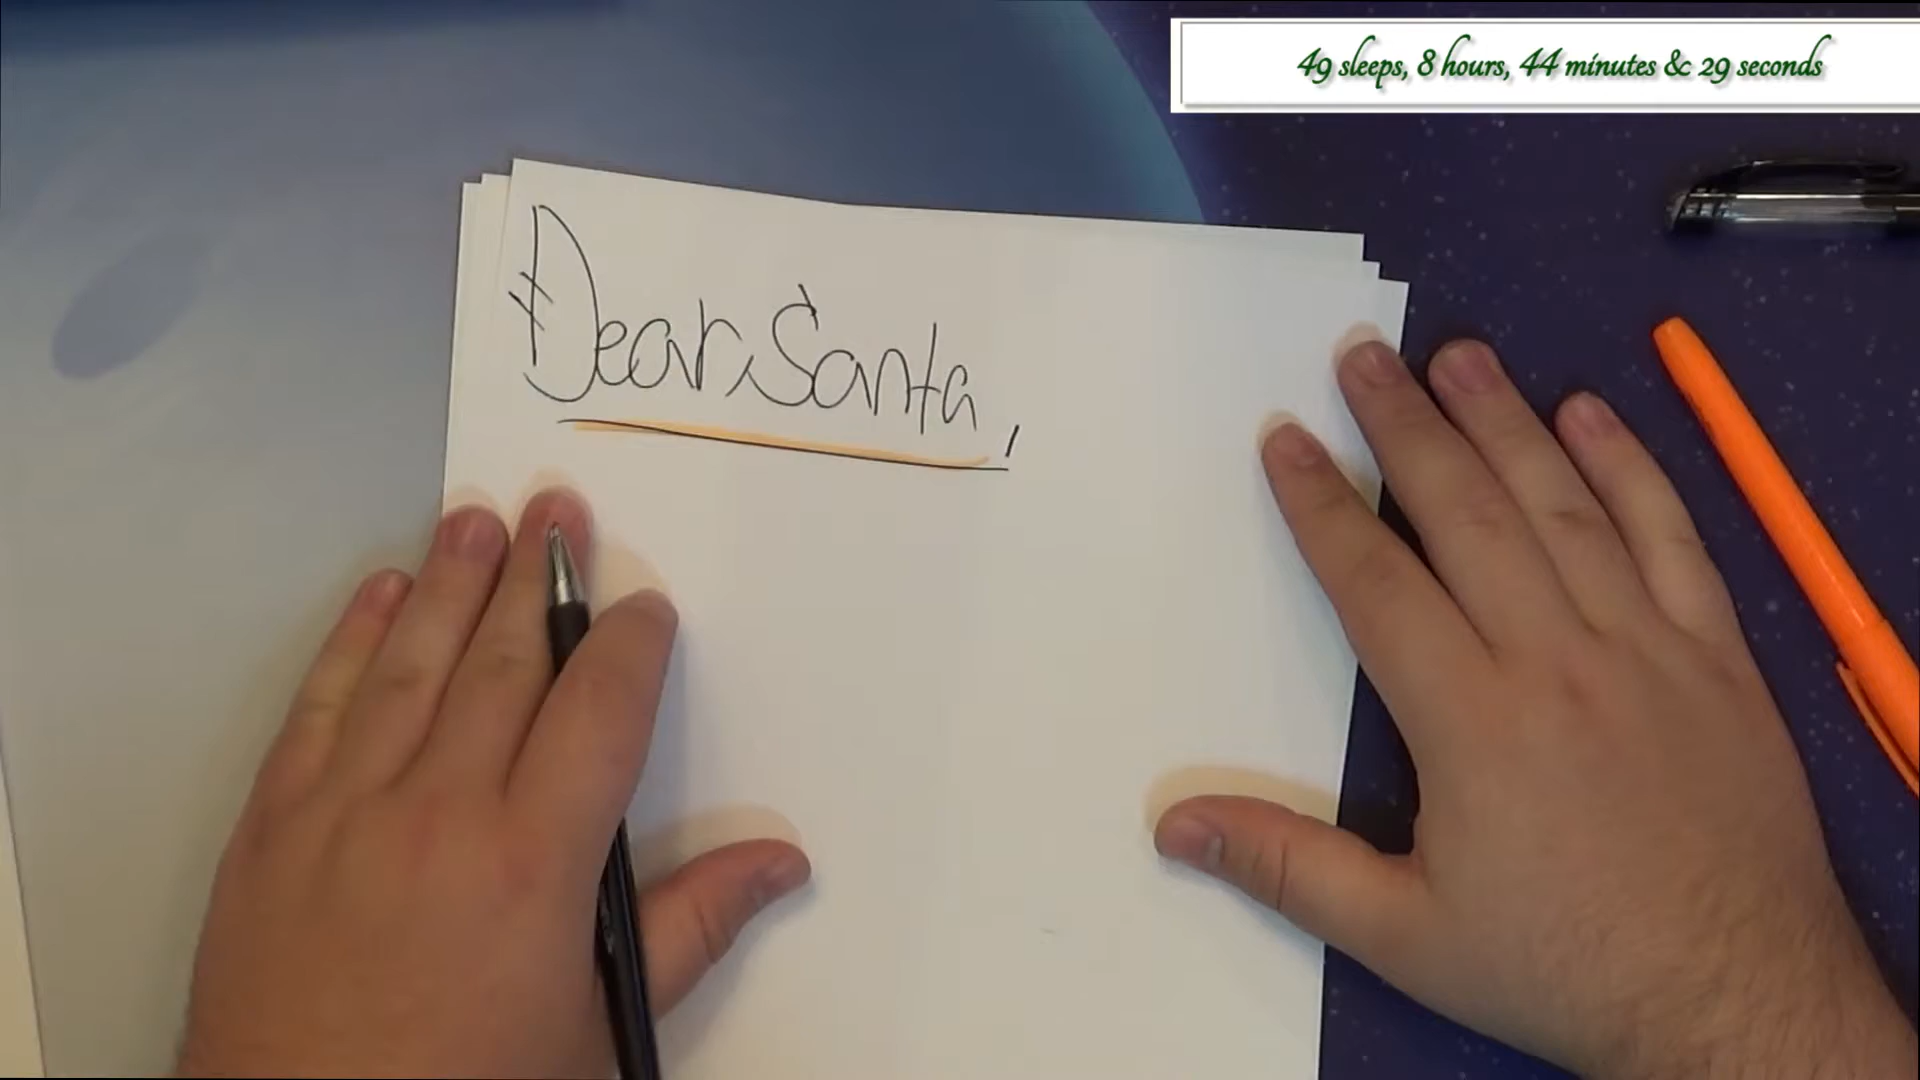 49 sleeps, 8 hours, 44 minutes & 29 seconds
Dear, Santa,